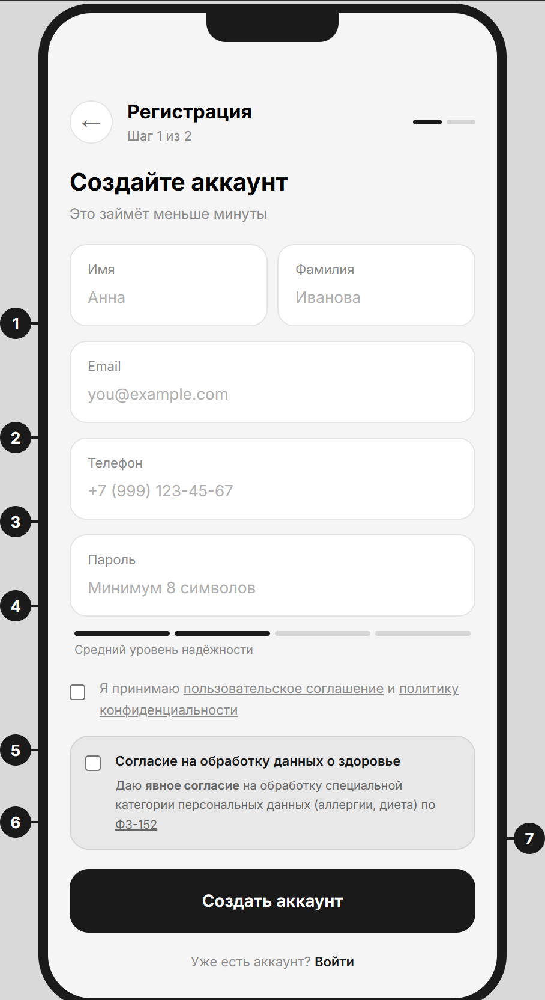 ←
Регистрация
Шаг 1 из 2
Создайте аккаунт
Это займёт меньше минуты
Имя
Анна
Фамилия
Иванова
1
Email
you@example.com
2
Телефон
+7 (999) 123-45-67
3
Пароль
Минимум 8 символов
4
Средний уровень надёжности
Я принимаю пользовательское соглашение и политику
конфиденциальности
5
Согласие на обработку данных о здоровье
Даю явное согласие на обработку специальной
категории персональных данных (аллергии, диета) по
ФЗ-152
6
7
Создать аккаунт
Уже есть аккаунт? Войти